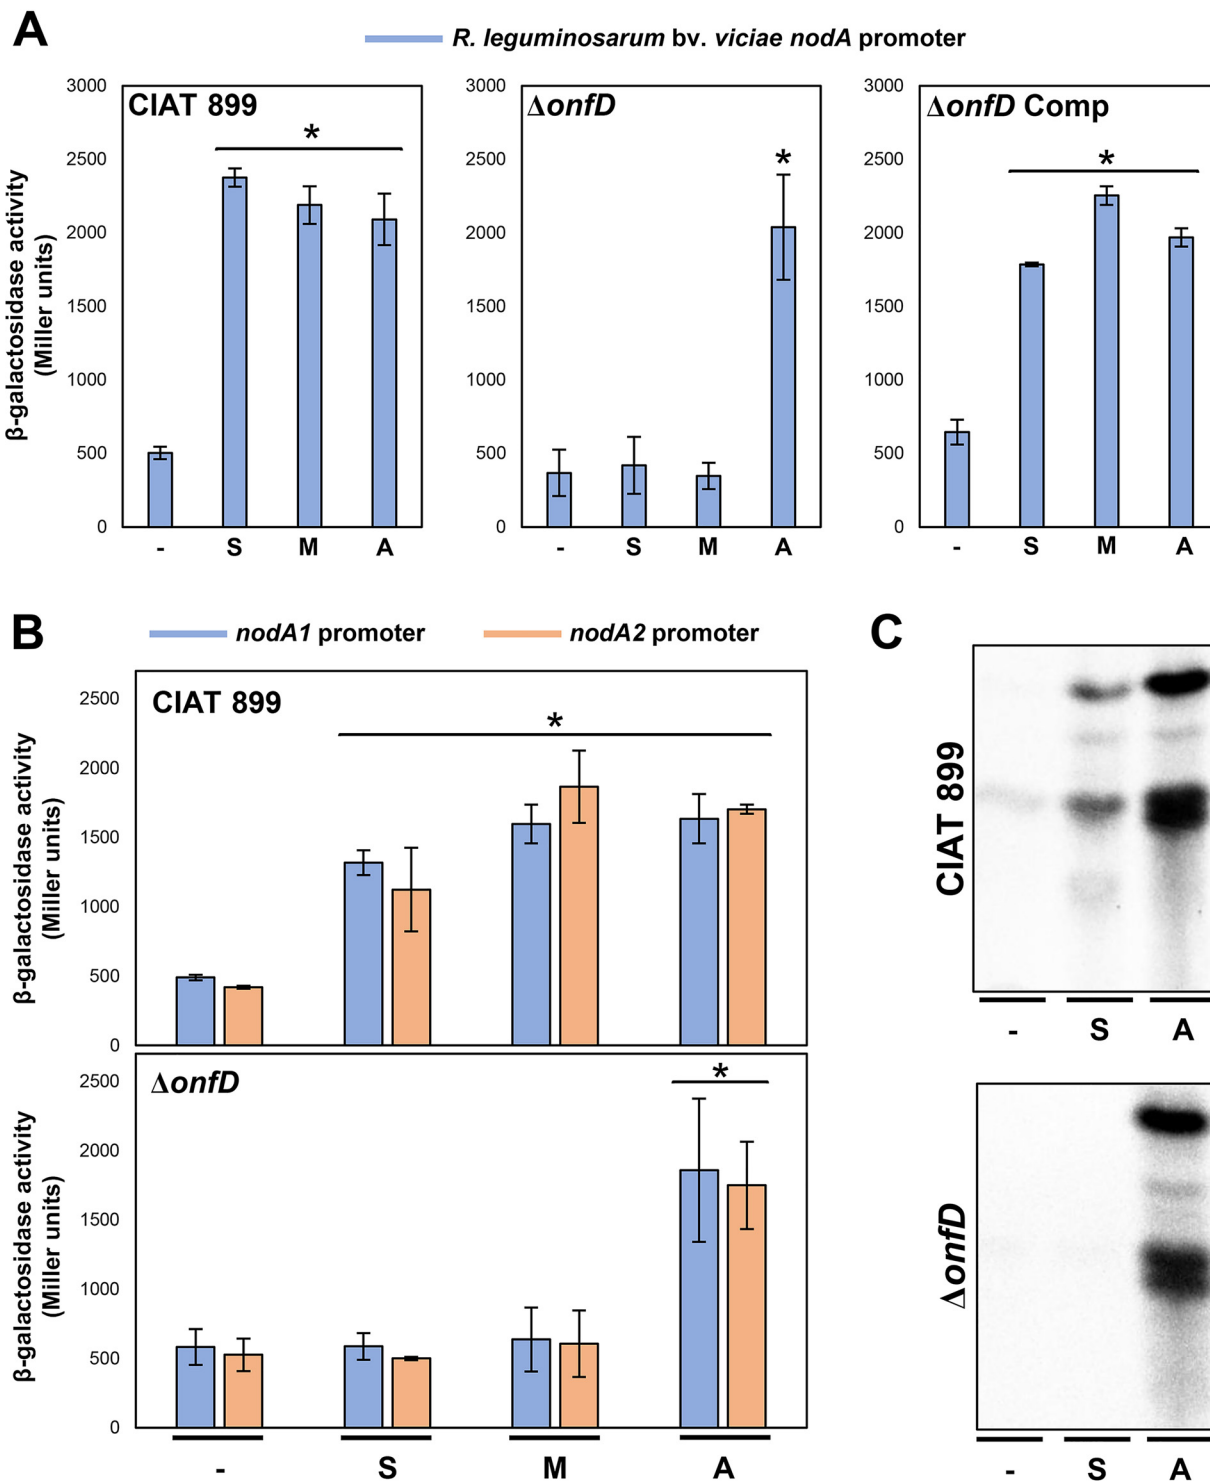 A
R. leguminosarum bv. viciae nodA promoter
CIAT 899
ΔonfD
ΔonfD Comp
β-galactosidase activity
(Miller units)
3000
2500
2000
1500
1000
500
0
*
- S M A
3000
2500
2000
1500
1000
500
0
*
- S M A
3000
2500
2000
1500
1000
500
0
*
- S M A
B
nodA1 promoter
nodA2 promoter
CIAT 899
β-galactosidase activity
(Miller units)
2500
2000
1500
1000
500
0
*
ΔonfD
β-galactosidase activity
(Miller units)
2500
2000
1500
1000
500
0
*
- S M A
C
CIAT 899
- S A
ΔonfD
- S A